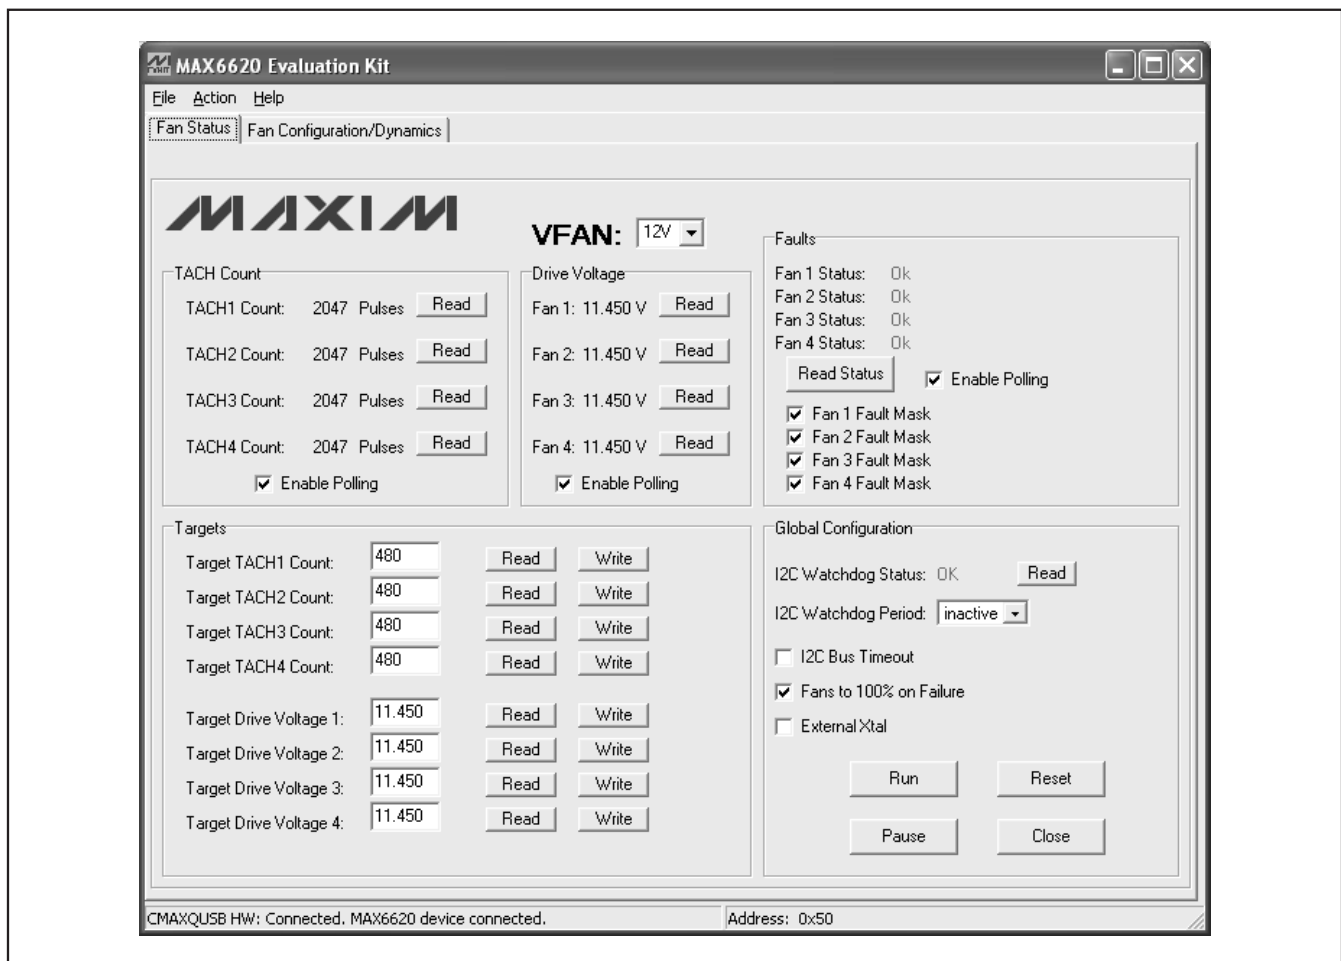 MAX6620 Evaluation Kit
File Action Help
Fan Status Fan Configuration/Dynamics
MAXIM
VFAN: 12V
TACH Count
TACH1 Count: 2047 Pulses Read
TACH2 Count: 2047 Pulses Read
TACH3 Count: 2047 Pulses Read
TACH4 Count: 2047 Pulses Read
Enable Polling
Drive Voltage
Fan 1: 11.450 V Read
Fan 2: 11.450 V Read
Fan 3: 11.450 V Read
Fan 4: 11.450 V Read
Enable Polling
Faults
Fan 1 Status: Ok
Fan 2 Status: Ok
Fan 3 Status: Ok
Fan 4 Status: Ok
Read Status Enable Polling
Fan 1 Fault Mask
Fan 2 Fault Mask
Fan 3 Fault Mask
Fan 4 Fault Mask
Targets
Target TACH1 Count: 480 Read Write
Target TACH2 Count: 480 Read Write
Target TACH3 Count: 480 Read Write
Target TACH4 Count: 480 Read Write
Target Drive Voltage 1: 11.450 Read Write
Target Drive Voltage 2: 11.450 Read Write
Target Drive Voltage 3: 11.450 Read Write
Target Drive Voltage 4: 11.450 Read Write
Global Configuration
I2C Watchdog Status: OK Read
I2C Watchdog Period: inactive
I2C Bus Timeout
Fans to 100% on Failure
External Xtal
Run Reset
Pause Close
CMAXQUSB HW: Connected. MAX6620 device connected. Address: 0x50